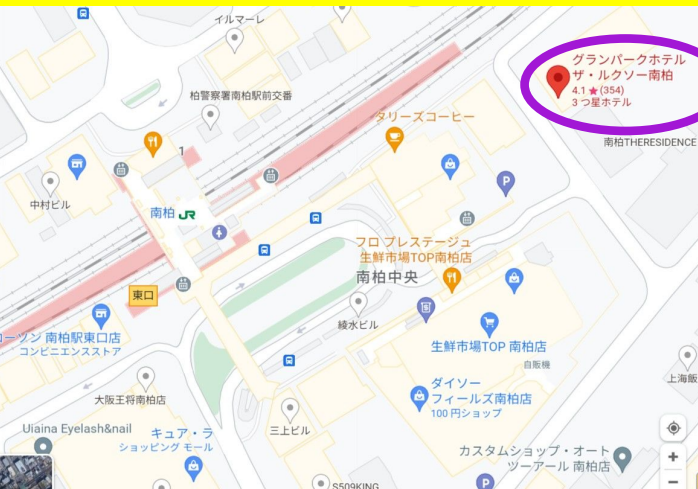 イルマーレ
グランパークホテル
ザ・ルクソー南柏
4.1 ★ (354)
3 つ星ホテル
柏警察署南柏駅前交番
タリーズコーヒー
南柏THERESIDENCE
1
中村ビル
南柏 JR
P
フロ プレステージュ
生鮮市場TOP南柏店
南柏中央
東口
綾水ビル
ローソン 南柏駅東口店
コンビニエンスストア
生鮮市場TOP 南柏店
自販機
上海飯
ダイソー
フィールズ南柏店
100 円ショップ
大阪王将南柏店
Uiaina Eyelash&nail
キュア・ラ
ショッピング モール
三上ビル
カスタムショップ・オート
ツーアール 南柏店
S509KING
P